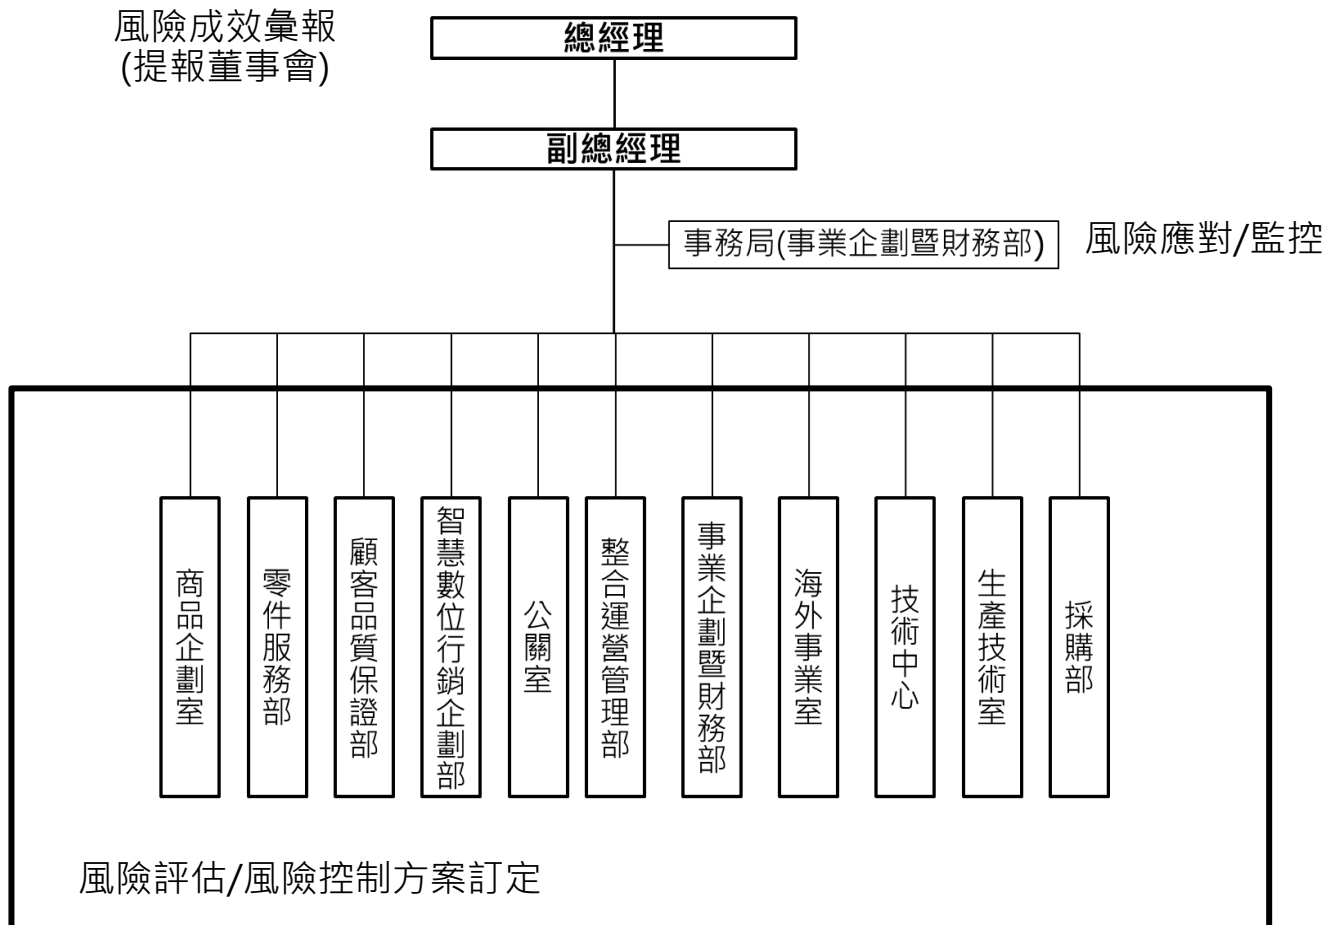 風險成效彙報
(提報董事會)
總經理
副總經理
事務局(事業企劃暨財務部)
風險應對/監控
商品企劃室
零件服務部
顧客品質保證部
智慧數位行銷企劃部
公關室
整合運營管理部
事業企劃暨財務部
海外事業室
技術中心
生產技術室
採購部
風險評估/風險控制方案訂定